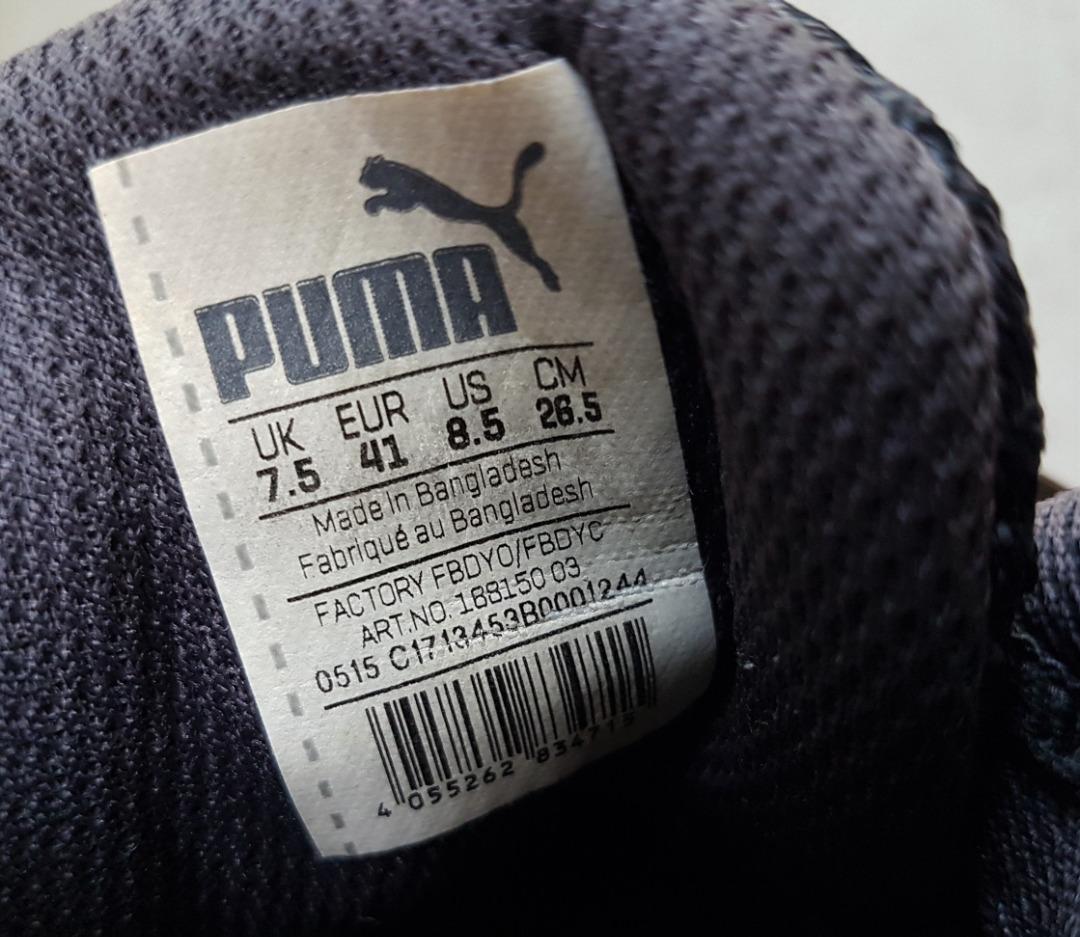 PUMA
UK EUR US CM
7.5 41 8.5 26.5
Made In Bangladesh
Fabriqué au Bangladesh
FACTORY FBDYO/FBDYC
ART.NO. 188150 03
0515 C1713453B0001244
4 055262 834715